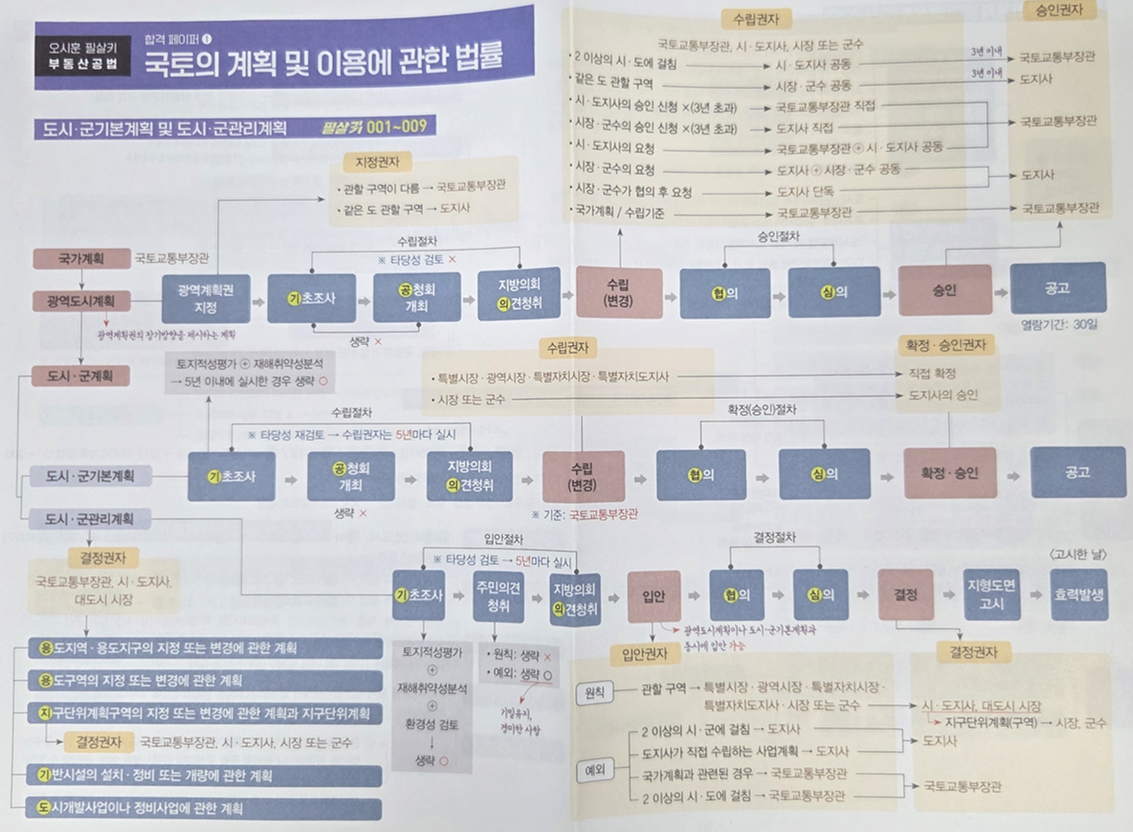 오시훈 필살키
부동산공법
합격 페이퍼 ❶
국토의 계획 및 이용에 관한 법률
도시·군기본계획 및 도시·군관리계획 필살키 001~009
지정권자
• 관할 구역이 다름 → 국토교통부장관
• 같은 도 관할 구역 → 도지사
수립권자
승인권자
국토교통부장관, 시·도지사, 시장 또는 군수
• 2 이상의 시·도에 걸침 → 시·도지사 공동 3년 이내 → 국토교통부장관
• 같은 도 관할 구역 → 시장·군수 공동 3년 이내 → 도지사
• 시·도지사의 승인 신청 ×(3년 초과) → 국토교통부장관 직접
• 시장·군수의 승인 신청 ×(3년 초과) → 도지사 직접
국토교통부장관
• 시·도지사의 요청 → 국토교통부장관 ⊕ 시·도지사 공동
• 시장·군수의 요청 → 도지사 ⊕ 시장·군수 공동
도지사
• 시장·군수가 협의 후 요청 → 도지사 단독
• 국가계획 / 수립기준 → 국토교통부장관 → 국토교통부장관
국가계획 국토교통부장관
수립절차
※ 타당성 검토 ×
승인절차
광역도시계획
광역계획권
지정
기초조사
공청회
개최
지방의회
의견청취
수립
(변경)
협의
심의
승인
공고
열람기간: 30일
광역계획권의 장기방향을 제시하는 계획
생략 ×
도시·군계획
토지적성평가 ⊕ 재해취약성분석
→ 5년 이내에 실시한 경우 생략 ○
수립권자
확정·승인권자
• 특별시장·광역시장·특별자치시장·특별자치도지사 → 직접 확정
• 시장 또는 군수 → 도지사의 승인
수립절차
※ 타당성 재검토 → 수립권자는 5년마다 실시
확정(승인)절차
도시·군기본계획
기초조사
공청회
개최
지방의회
의견청취
수립
(변경)
협의
심의
확정·승인
공고
생략 ×
※ 기준: 국토교통부장관
도시·군관리계획
결정권자
국토교통부장관, 시·도지사,
대도시 시장
입안절차
※ 타당성 검토 → 5년마다 실시
결정절차
〈고시한 날〉
기초조사
주민의견
청취
지방의회
의견청취
입안
협의
심의
결정
지형도면
고시
효력발생
광역도시계획이나 도시·군기본계획과
동시에 입안 가능
용도지역·용도지구의 지정 또는 변경에 관한 계획
용도구역의 지정 또는 변경에 관한 계획
지구단위계획구역의 지정 또는 변경에 관한 계획과 지구단위계획
결정권자 국토교통부장관, 시·도지사, 시장 또는 군수
기반시설의 설치·정비 또는 개량에 관한 계획
도시개발사업이나 정비사업에 관한 계획
토지적성평가
⊕
재해취약성분석
⊕
환경성 검토
↓
생략 ○
• 원칙: 생략 ×
• 예외: 생략 ○
기밀유지,
경미한 사항
입안권자
결정권자
원칙 관할 구역 → 특별시장·광역시장·특별자치시장·
특별자치도지사·시장 또는 군수 → 시·도지사, 대도시 시장
→ 지구단위계획(구역) → 시장, 군수
예외
2 이상의 시·군에 걸침 → 도지사
도지사가 직접 수립하는 사업계획 → 도지사
도지사
국가계획과 관련된 경우 → 국토교통부장관
2 이상의 시·도에 걸침 → 국토교통부장관
국토교통부장관